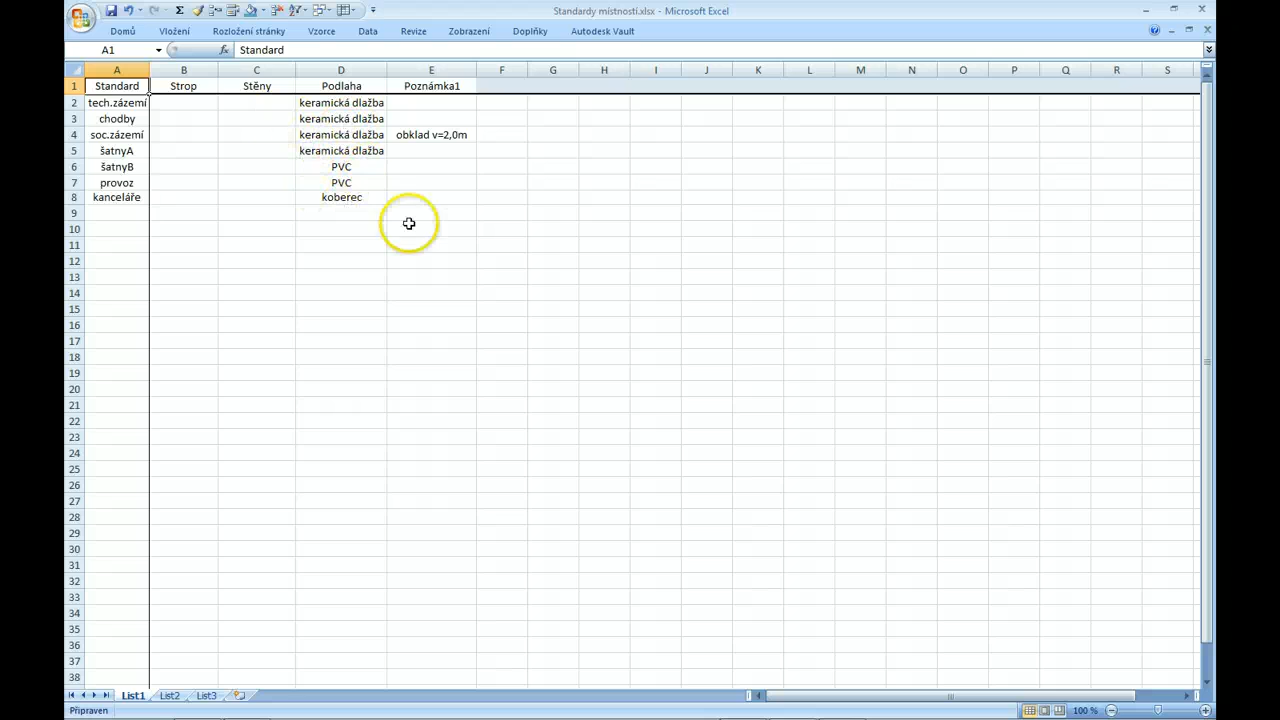 Standardy místností.xlsx - Microsoft Excel
Domů Vložení Rozložení stránky Vzorce Data Revize Zobrazení Doplňky Autodesk Vault
A1 fx Standard
A B C D E F G H I J K L M N O P Q R S
1 Standard Strop Stěny Podlaha Poznámka1
2 tech.zázemí keramická dlažba
3 chodby keramická dlažba
4 soc.zázemí keramická dlažba obklad v=2,0m
5 šatnyA keramická dlažba
6 šatnyB PVC
7 provoz PVC
8 kanceláře koberec
9
10
11
12
13
14
15
16
17
18
19
20
21
22
23
24
25
26
27
28
29
30
31
32
33
34
35
36
37
38
List1 List2 List3
Připraven 100 %